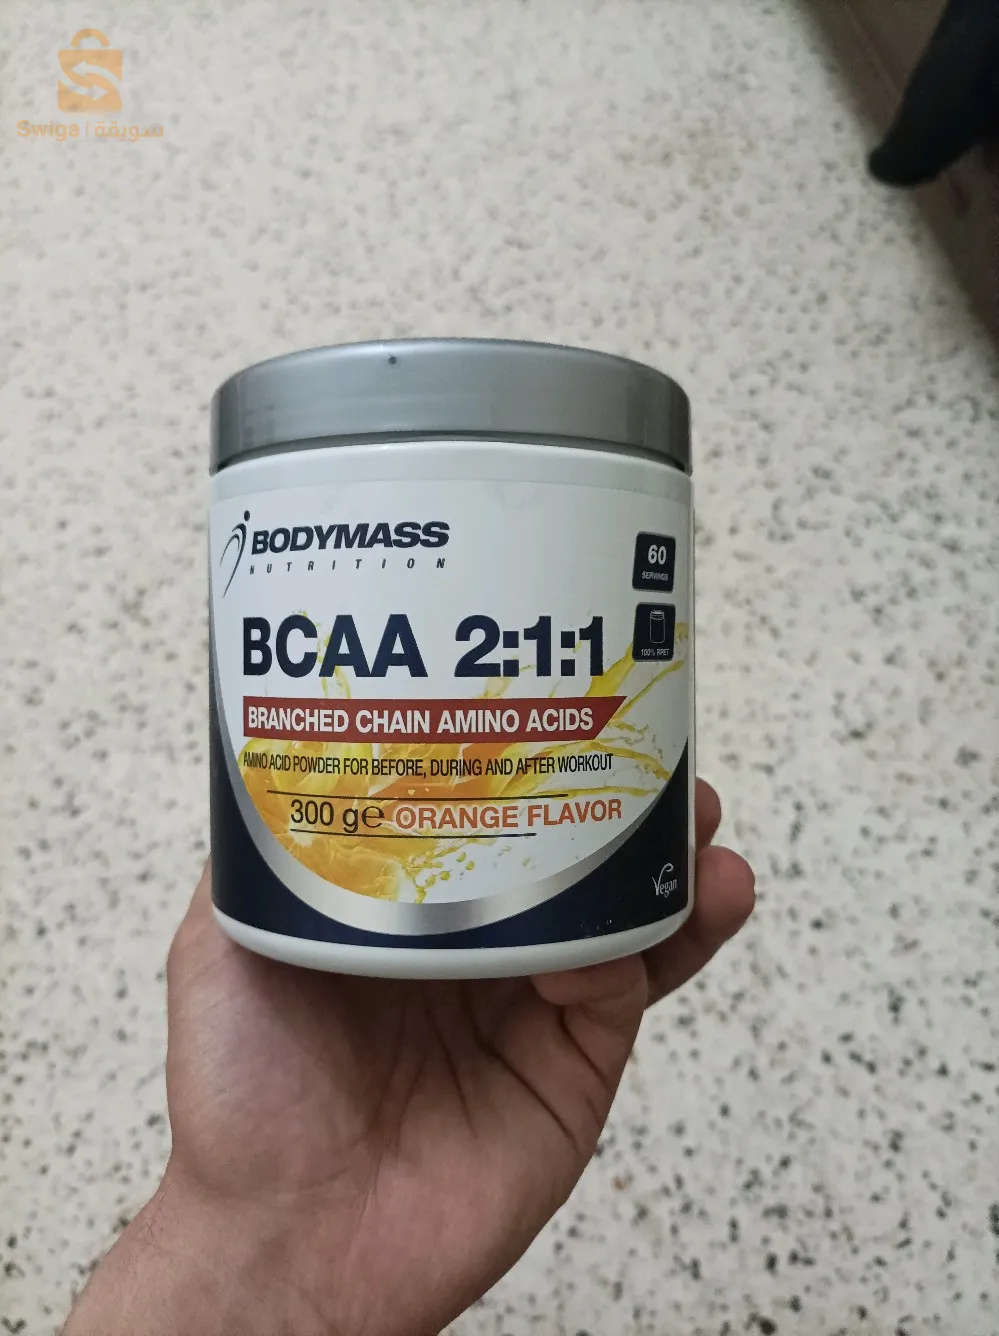 Swiga | سويقة
BODYMASS
NUTRITION
60
SERVINGS
BCAA 2:1:1
100% RPET
BRANCHED CHAIN AMINO ACIDS
AMINO ACID POWDER FOR BEFORE, DURING AND AFTER WORKOUT
300 g℮ ORANGE FLAVOR
Vegan